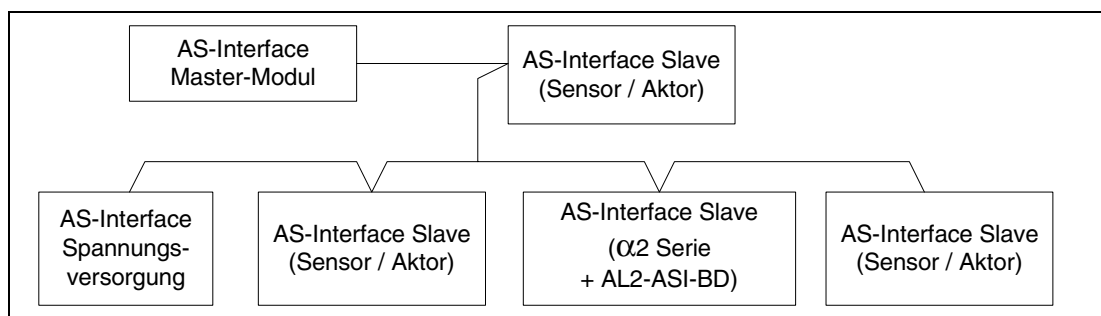 AS-Interface
Master-Modul
AS-Interface Slave
(Sensor / Aktor)
AS-Interface
Spannungs-
versorgung
AS-Interface Slave
(Sensor / Aktor)
AS-Interface Slave
(α2 Serie
+ AL2-ASI-BD)
AS-Interface Slave
(Sensor / Aktor)